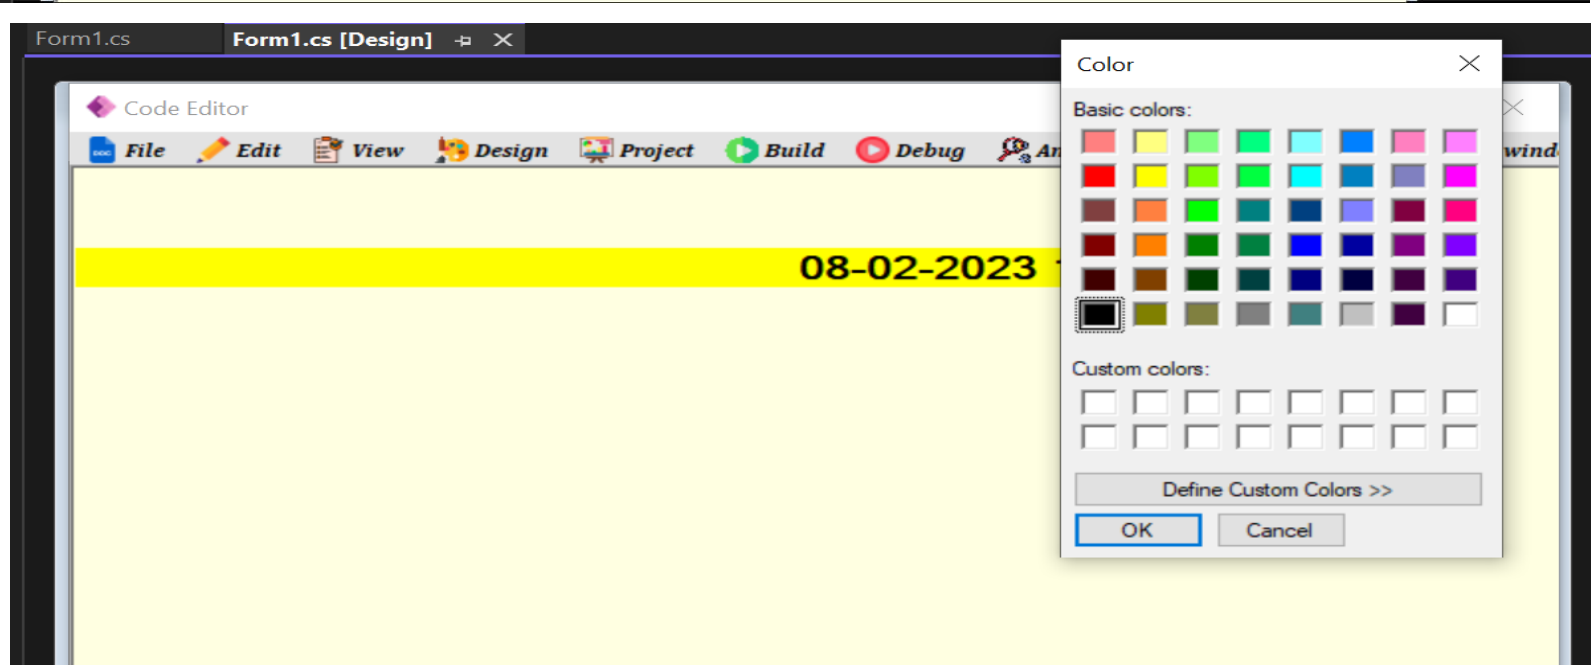 Form1.cs Form1.cs [Design]
Color
Code Editor
Basic colors:
File Edit View Design Project Build Debug
08-02-2023
Custom colors:
Define Custom Colors >>
OK Cancel